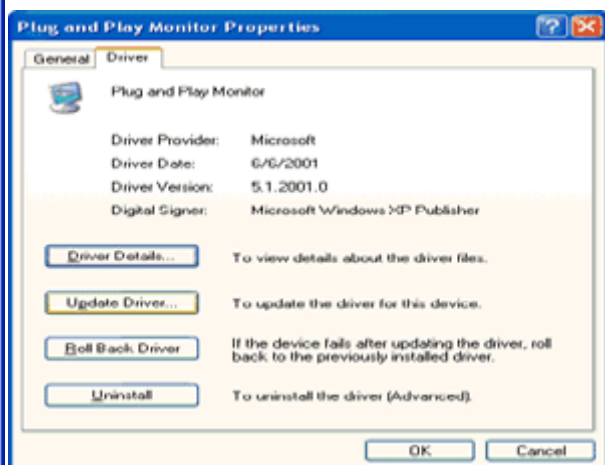 Plug and Play Monitor Properties
General Driver
Plug and Play Monitor
Driver Provider: Microsoft
Driver Date: 6/6/2001
Driver Version: 5.1.2001.0
Digital Signer: Microsoft Windows XP Publisher
Driver Details... To view details about the driver files.
Update Driver... To update the driver for this device.
Roll Back Driver If the device fails after updating the driver, roll
back to the previously installed driver.
Uninstall To uninstall the driver (Advanced).
OK Cancel